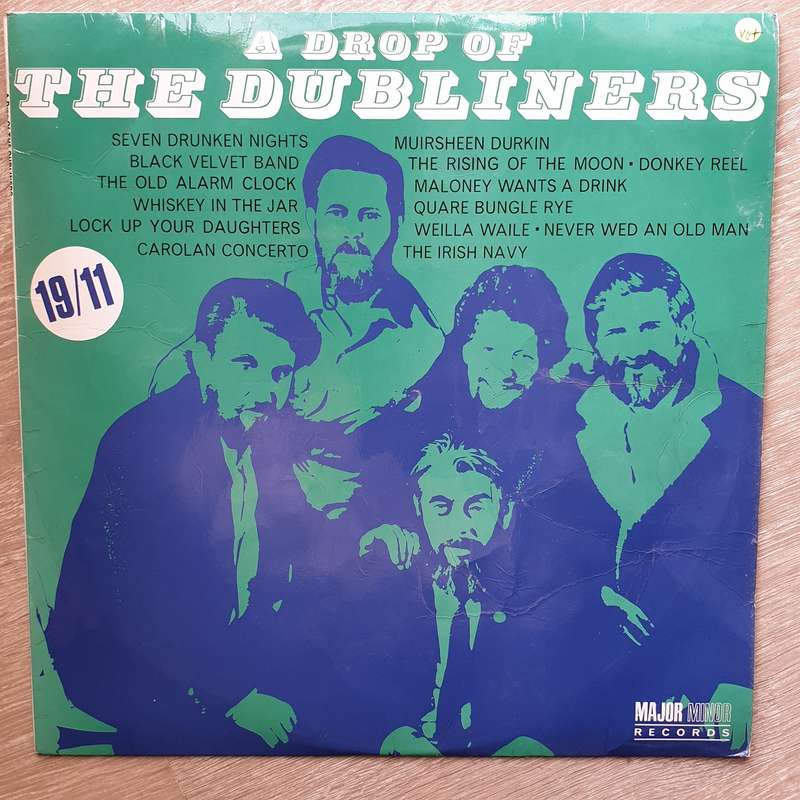 A DROP OF
THE DUBLINERS
SEVEN DRUNKEN NIGHTS
BLACK VELVET BAND
THE OLD ALARM CLOCK
WHISKEY IN THE JAR
LOCK UP YOUR DAUGHTERS
CAROLAN CONCERTO
MUIRSHEEN DURKIN
THE RISING OF THE MOON • DONKEY REEL
MALONEY WANTS A DRINK
QUARE BUNGLE RYE
WEILLA WAILE • NEVER WED AN OLD MAN
THE IRISH NAVY
19/11
MAJOR MINOR
RECORDS